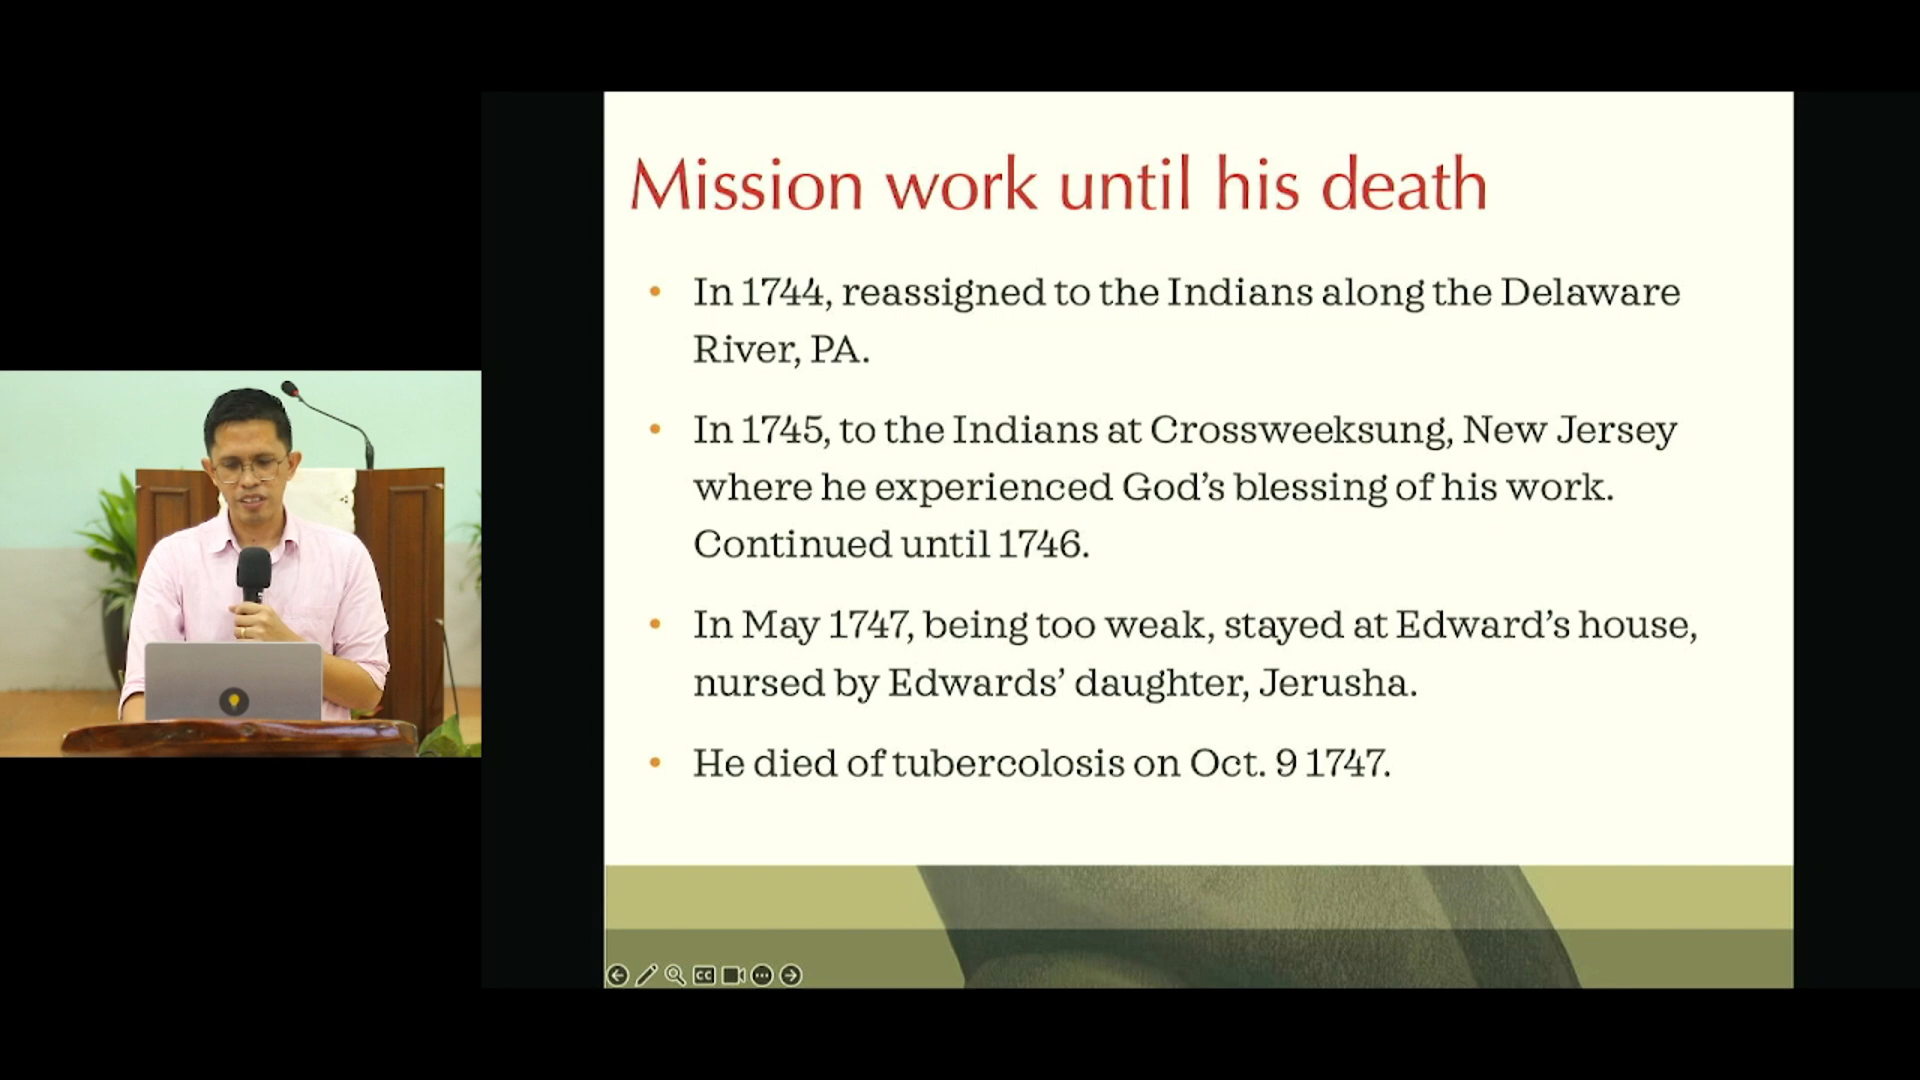 Mission work until his death
• In 1744, reassigned to the Indians along the Delaware
River, PA.
• In 1745, to the Indians at Crossweeksung, New Jersey
where he experienced God’s blessing of his work.
Continued until 1746.
• In May 1747, being too weak, stayed at Edward’s house,
nursed by Edwards’ daughter, Jerusha.
• He died of tubercolosis on Oct. 9 1747.
CC